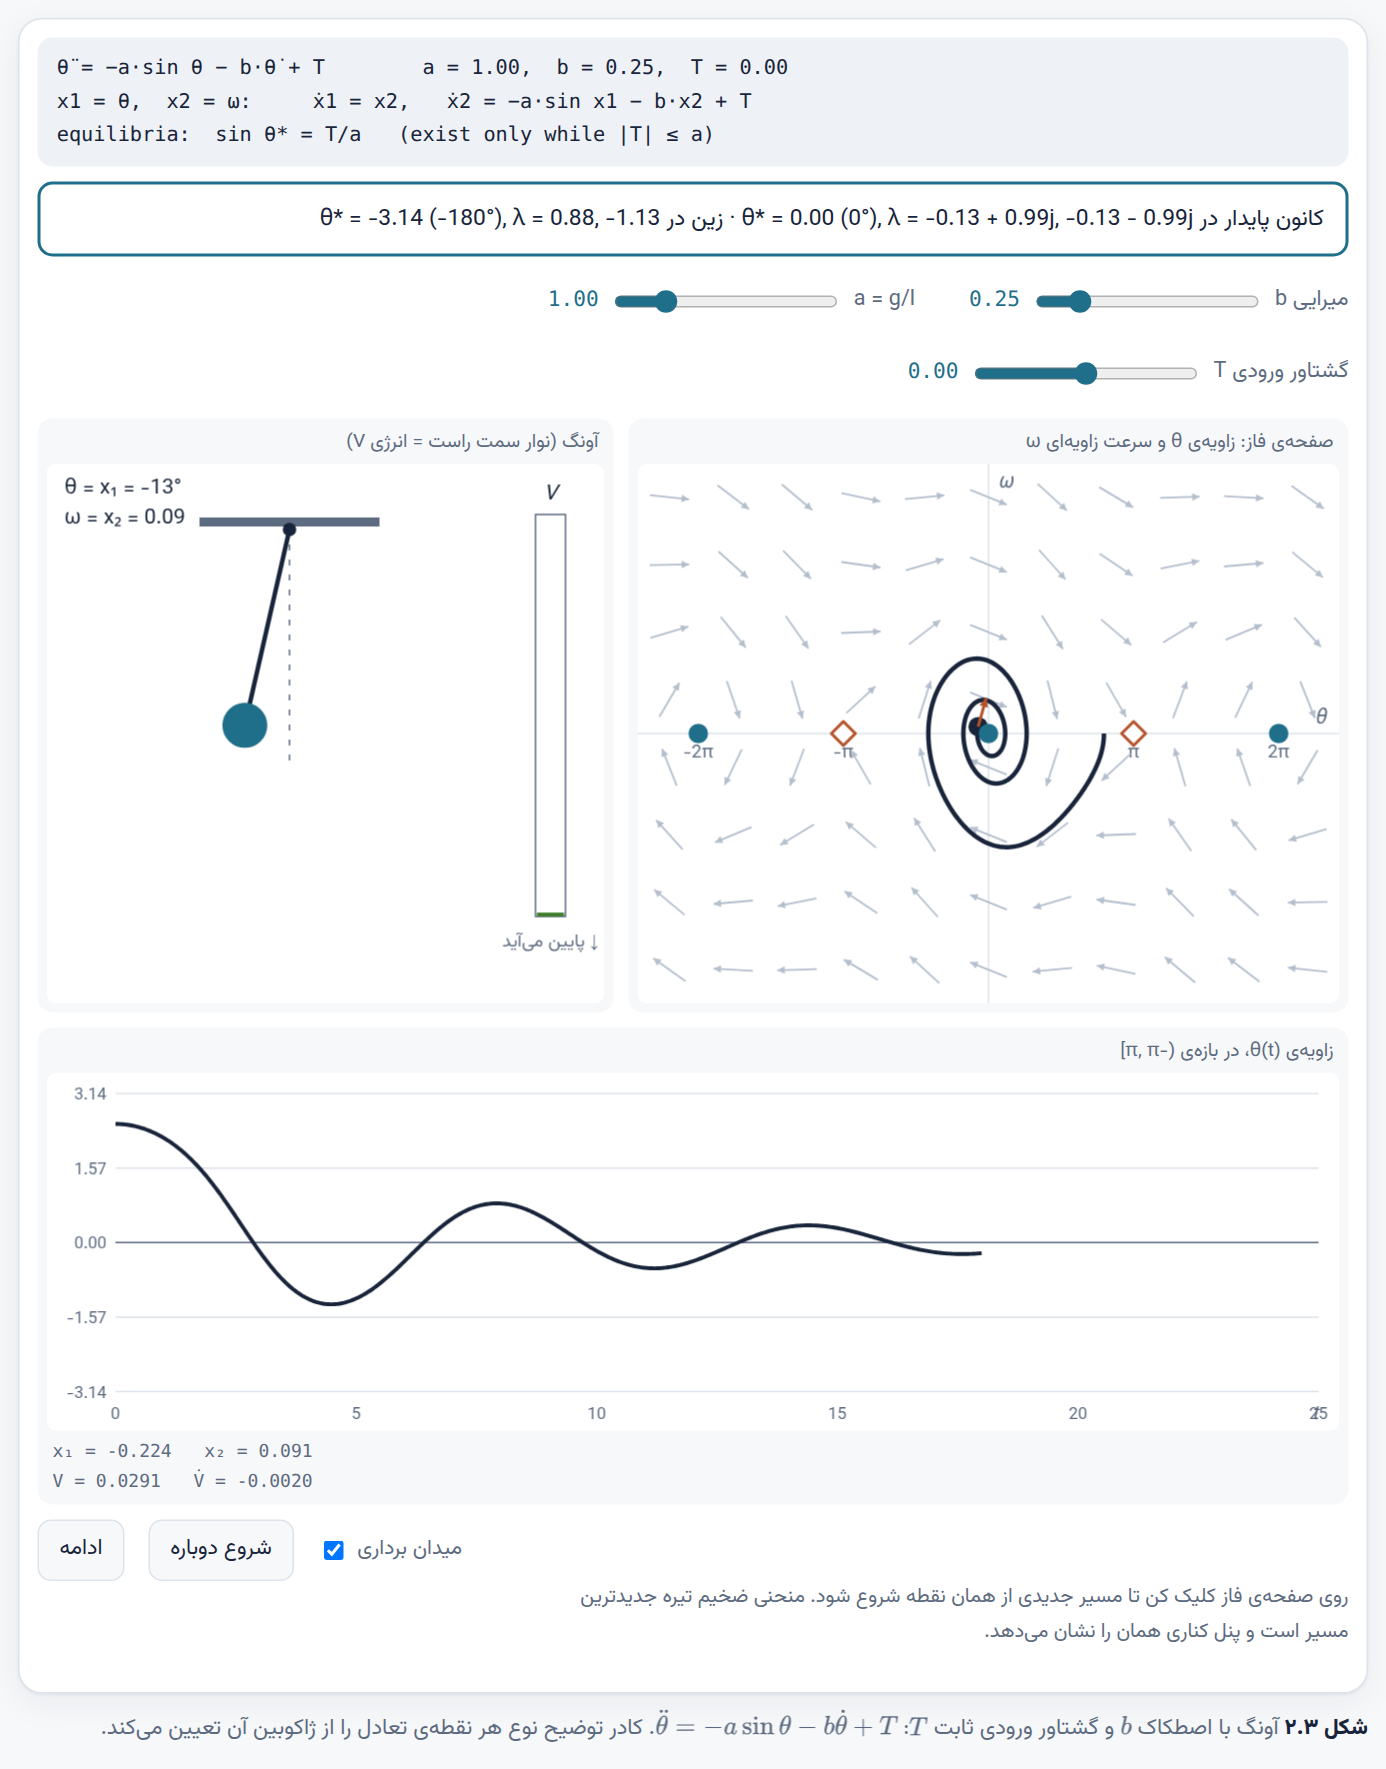 θ¨= −a·sin θ − b·θ˙+ T        a = 1.00,  b = 0.25,  T = 0.00
x1 = θ,  x2 = ω:     ẋ1 = x2,   ẋ2 = −a·sin x1 − b·x2 + T
equilibria:  sin θ* = T/a   (exist only while |T| ≤ a)
کانون پایدار در θ* = 0.00 (0°), λ = -0.13 + 0.99j, -0.13 - 0.99j · زین در θ* = -3.14 (-180°), λ = 0.88, -1.13
میرایی b 0.25 a = g/l 1.00
گشتاور ورودی T 0.00
صفحه‌ی فاز: زاویه‌ی θ و سرعت زاویه‌ای ω
ω
θ
-2π
-π
π
2π
آونگ (نوار سمت راست = انرژی V)
θ = x₁ = -13°
ω = x₂ = 0.09
V
↓ پایین می‌آید
زاویه‌ی θ(t)، در بازه‌ی (-π, π]
3.14
1.57
0.00
-1.57
-3.14
0 5 10 15 20 25
t
x₁ = -0.224   x₂ = 0.091
V = 0.0291   V̇ = -0.0020
میدان برداری
شروع دوباره
ادامه
روی صفحه‌ی فاز کلیک کن تا مسیر جدیدی از همان نقطه شروع شود. منحنی ضخیم تیره جدیدترین
مسیر است و پنل کناری همان را نشان می‌دهد.
شکل ۲.۳ آونگ با اصطکاک b و گشتاور ورودی ثابت T: θ̈ = −a sin θ − bθ̇ + T. کادر توضیح نوع هر نقطه‌ی تعادل را از ژاکوبین آن تعیین می‌کند.